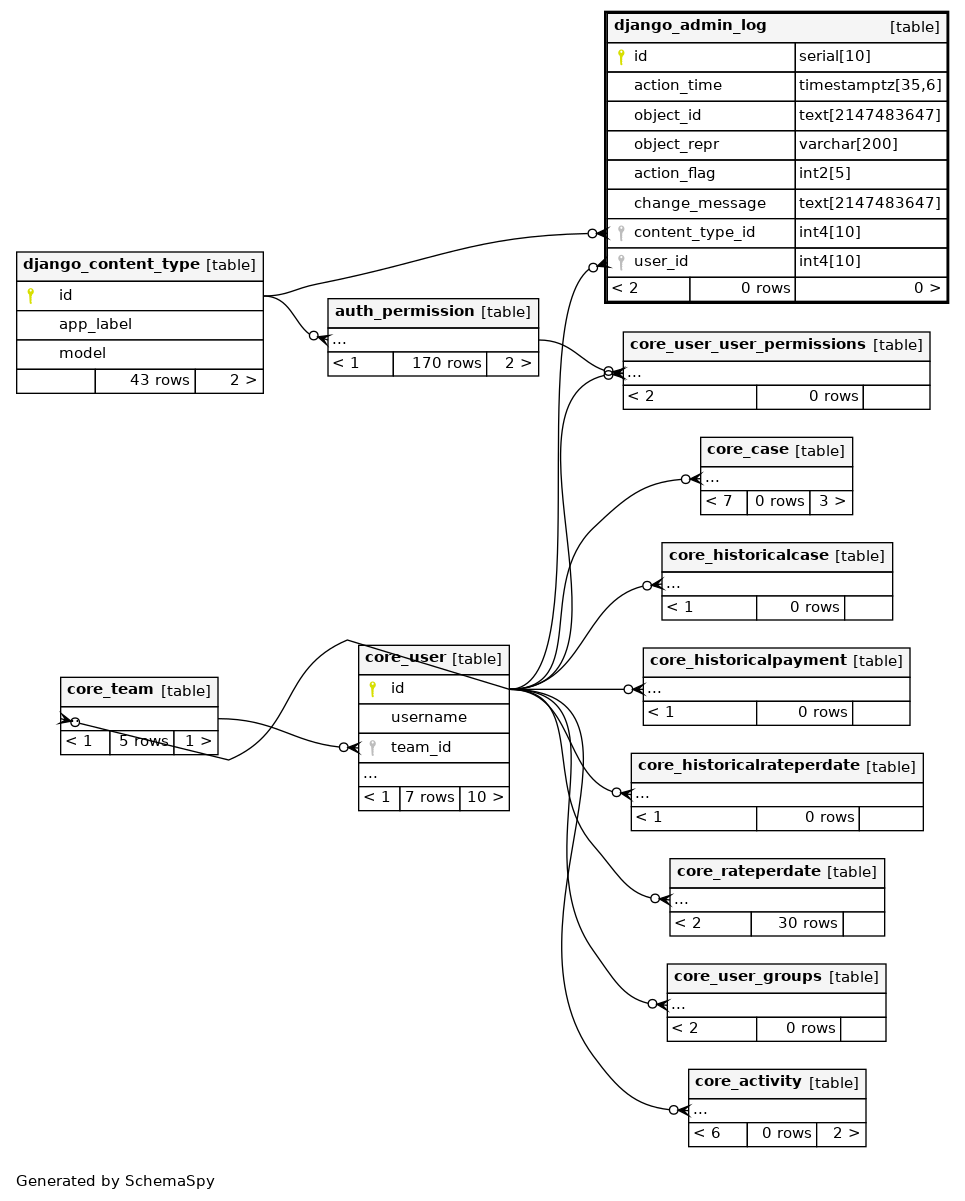 django_admin_log [table]
id serial[10]
action_time timestamptz[35,6]
object_id text[2147483647]
object_repr varchar[200]
action_flag int2[5]
change_message text[2147483647]
content_type_id int4[10]
user_id int4[10]
< 2 0 rows 0 >
django_content_type [table]
id
app_label
model
43 rows 2 >
auth_permission [table]
...
< 1 170 rows 2 >
core_user_user_permissions [table]
...
< 2 0 rows
core_case [table]
...
< 7 0 rows 3 >
core_historicalcase [table]
...
< 1 0 rows
core_team [table]
...
< 1 5 rows 1 >
core_user [table]
id
username
team_id
...
< 1 7 rows 10 >
core_historicalpayment [table]
...
< 1 0 rows
core_historicalrateperdate [table]
...
< 1 0 rows
core_rateperdate [table]
...
< 2 30 rows
core_user_groups [table]
...
< 2 0 rows
core_activity [table]
...
< 6 0 rows 2 >
Generated by SchemaSpy